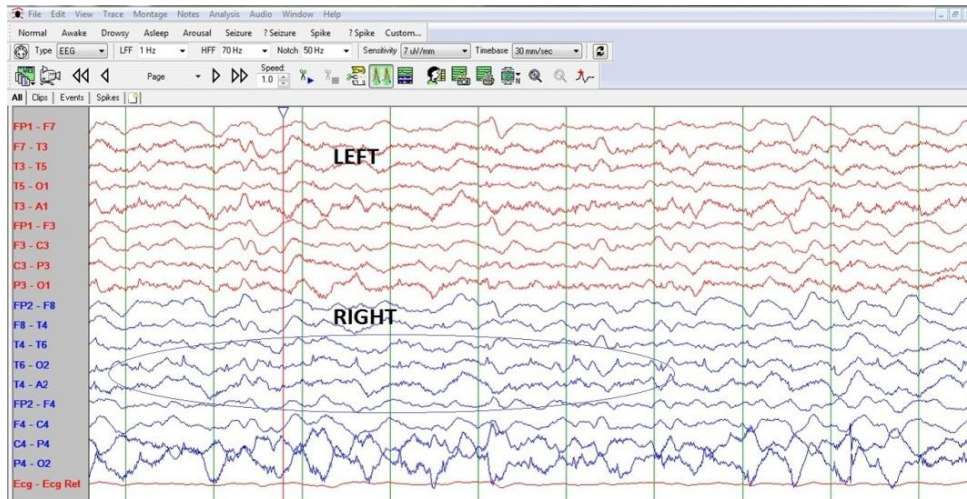 File Edit View Trace Montage Notes Analysis Audio Window Help
Normal Awake Drowsy Asleep Arousal Seizure ? Seizure Spike ? Spike Custom...
Type EEG LFF 1 Hz HFF 70 Hz Notch 50 Hz Sensitivity 7 uV/mm Timebase 30 mm/sec
Page Speed 1.0
All Clips Events Spikes
FP1 - F7
F7 - T3
LEFT
T3 - T5
T5 - O1
T3 - A1
FP1 - F3
F3 - C3
C3 - P3
P3 - O1
FP2 - F8
RIGHT
F8 - T4
T4 - T6
T6 - O2
T4 - A2
FP2 - F4
F4 - C4
C4 - P4
P4 - O2
Ecg - Ecg Ref